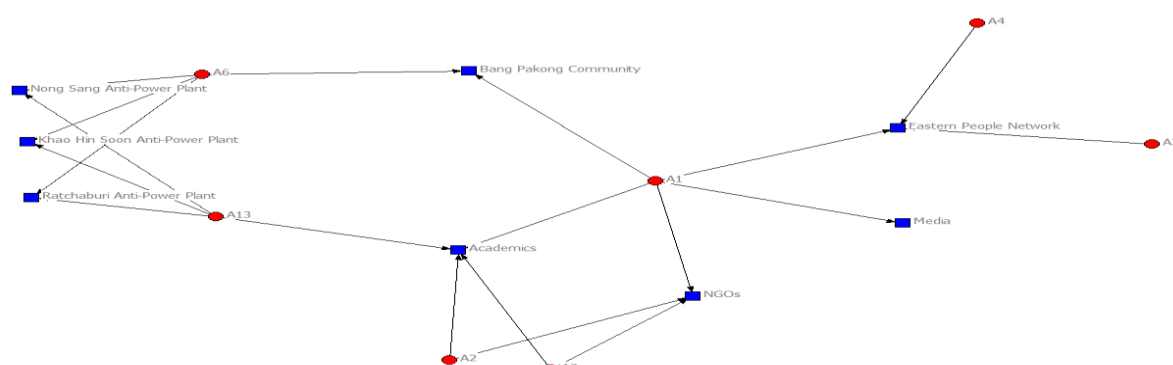 A4
A6
Bang Pakong Community
Nong Sang Anti-Power Plant
Eastern People Network
Khao Hin Soon Anti-Power Plant
A1
Ratchaburi Anti-Power Plant
A13
Media
Academics
NGOs
A2